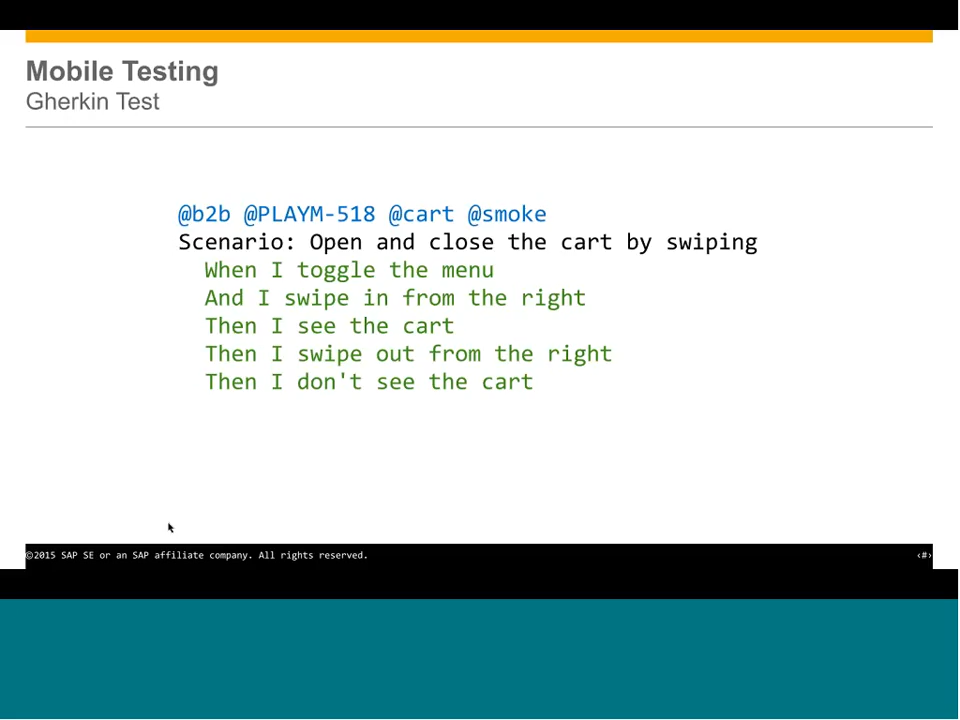 Mobile Testing
Gherkin Test
@b2b @PLAYM-518 @cart @smoke
Scenario: Open and close the cart by swiping
When I toggle the menu
And I swipe in from the right
Then I see the cart
Then I swipe out from the right
Then I don't see the cart
©2015 SAP SE or an SAP affiliate company. All rights reserved.
‹#›